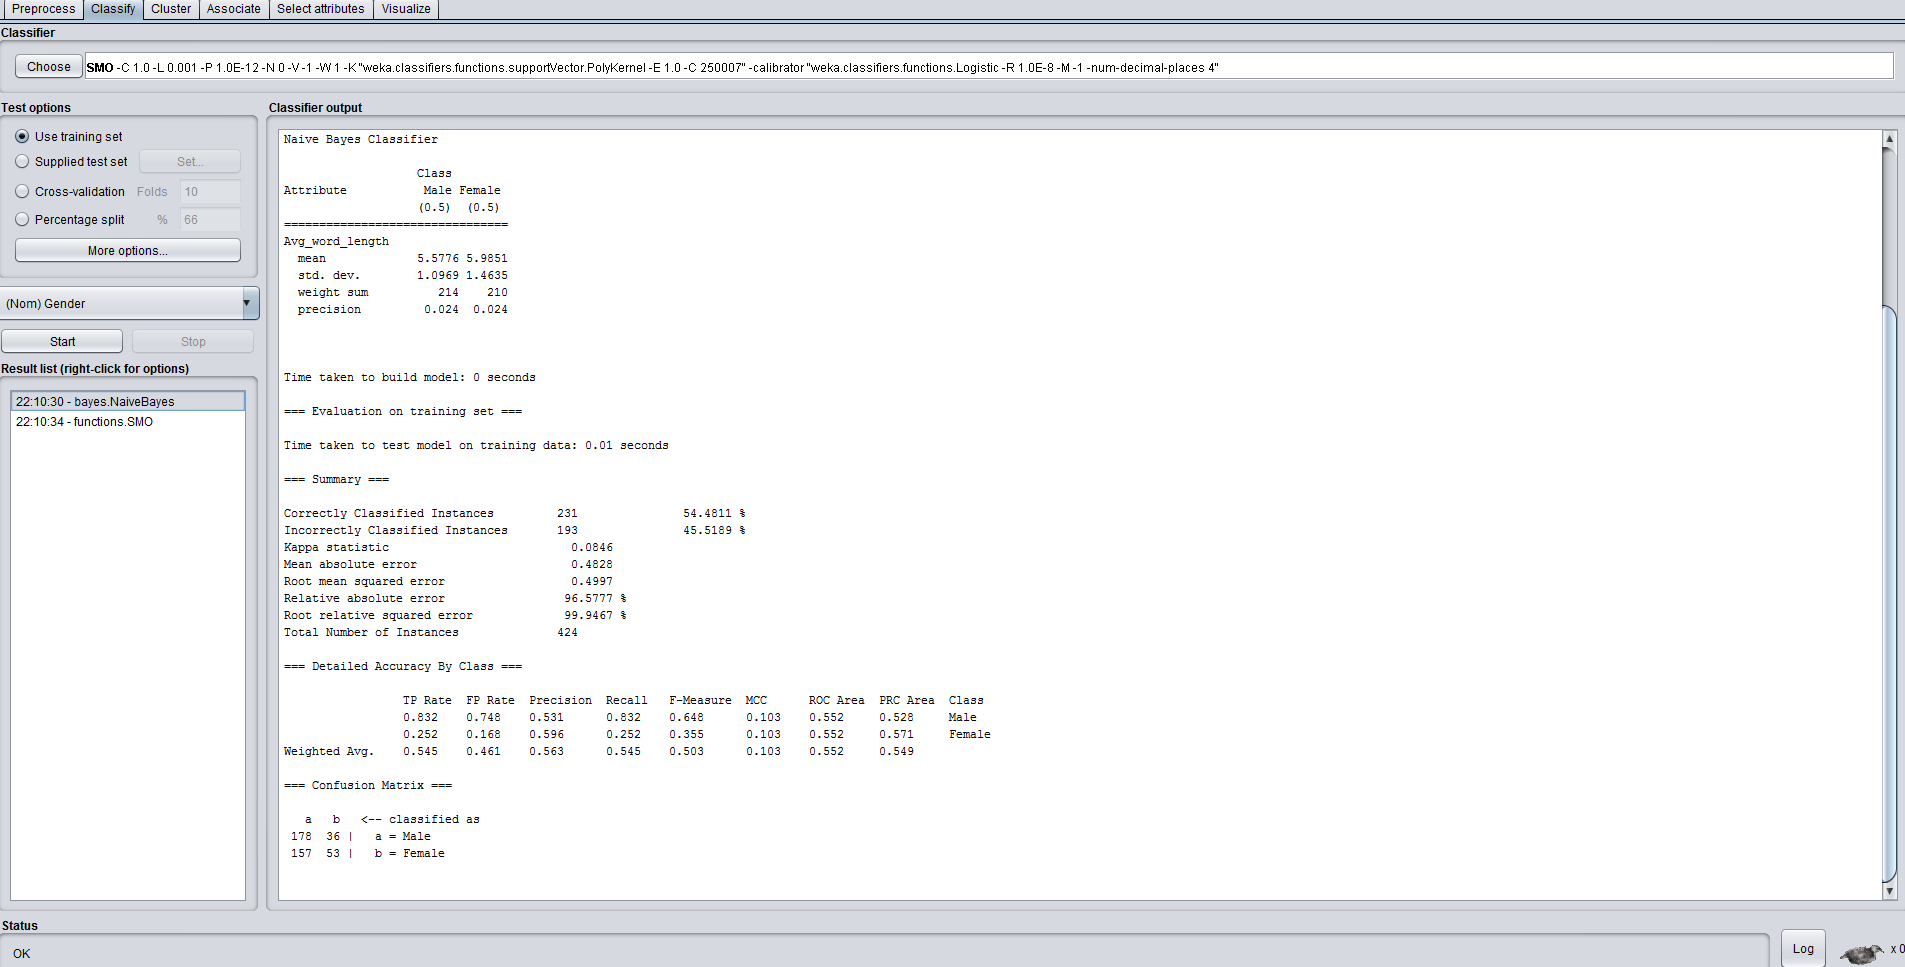 Preprocess Classify Cluster Associate Select attributes Visualize
Classifier
Choose SMO -C 1.0 -L 0.001 -P 1.0E-12 -N 0 -V -1 -W 1 -K "weka.classifiers.functions.supportVector.PolyKernel -E 1.0 -C 250007" -calibrator "weka.classifiers.functions.Logistic -R 1.0E-8 -M -1 -num-decimal-places 4"
Test options
Use training set
Supplied test set Set...
Cross-validation Folds 10
Percentage split % 66
More options...
(Nom) Gender
Start Stop
Result list (right-click for options)
22:10:30 - bayes.NaiveBayes
22:10:34 - functions.SMO
Classifier output
Naive Bayes Classifier
Class
Attribute Male Female
(0.5) (0.5)
================================
Avg_word_length
mean 5.5776 5.9851
std. dev. 1.0969 1.4635
weight sum 214 210
precision 0.024 0.024
Time taken to build model: 0 seconds
=== Evaluation on training set ===
Time taken to test model on training data: 0.01 seconds
=== Summary ===
Correctly Classified Instances 231 54.4811 %
Incorrectly Classified Instances 193 45.5189 %
Kappa statistic 0.0846
Mean absolute error 0.4828
Root mean squared error 0.4997
Relative absolute error 96.5777 %
Root relative squared error 99.9467 %
Total Number of Instances 424
=== Detailed Accuracy By Class ===
TP Rate FP Rate Precision Recall F-Measure MCC ROC Area PRC Area Class
0.832 0.748 0.531 0.832 0.648 0.103 0.552 0.528 Male
0.252 0.168 0.596 0.252 0.355 0.103 0.552 0.571 Female
Weighted Avg. 0.545 0.461 0.563 0.545 0.503 0.103 0.552 0.549
=== Confusion Matrix ===
a b <-- classified as
178 36 | a = Male
157 53 | b = Female
Status
OK
Log
x 0